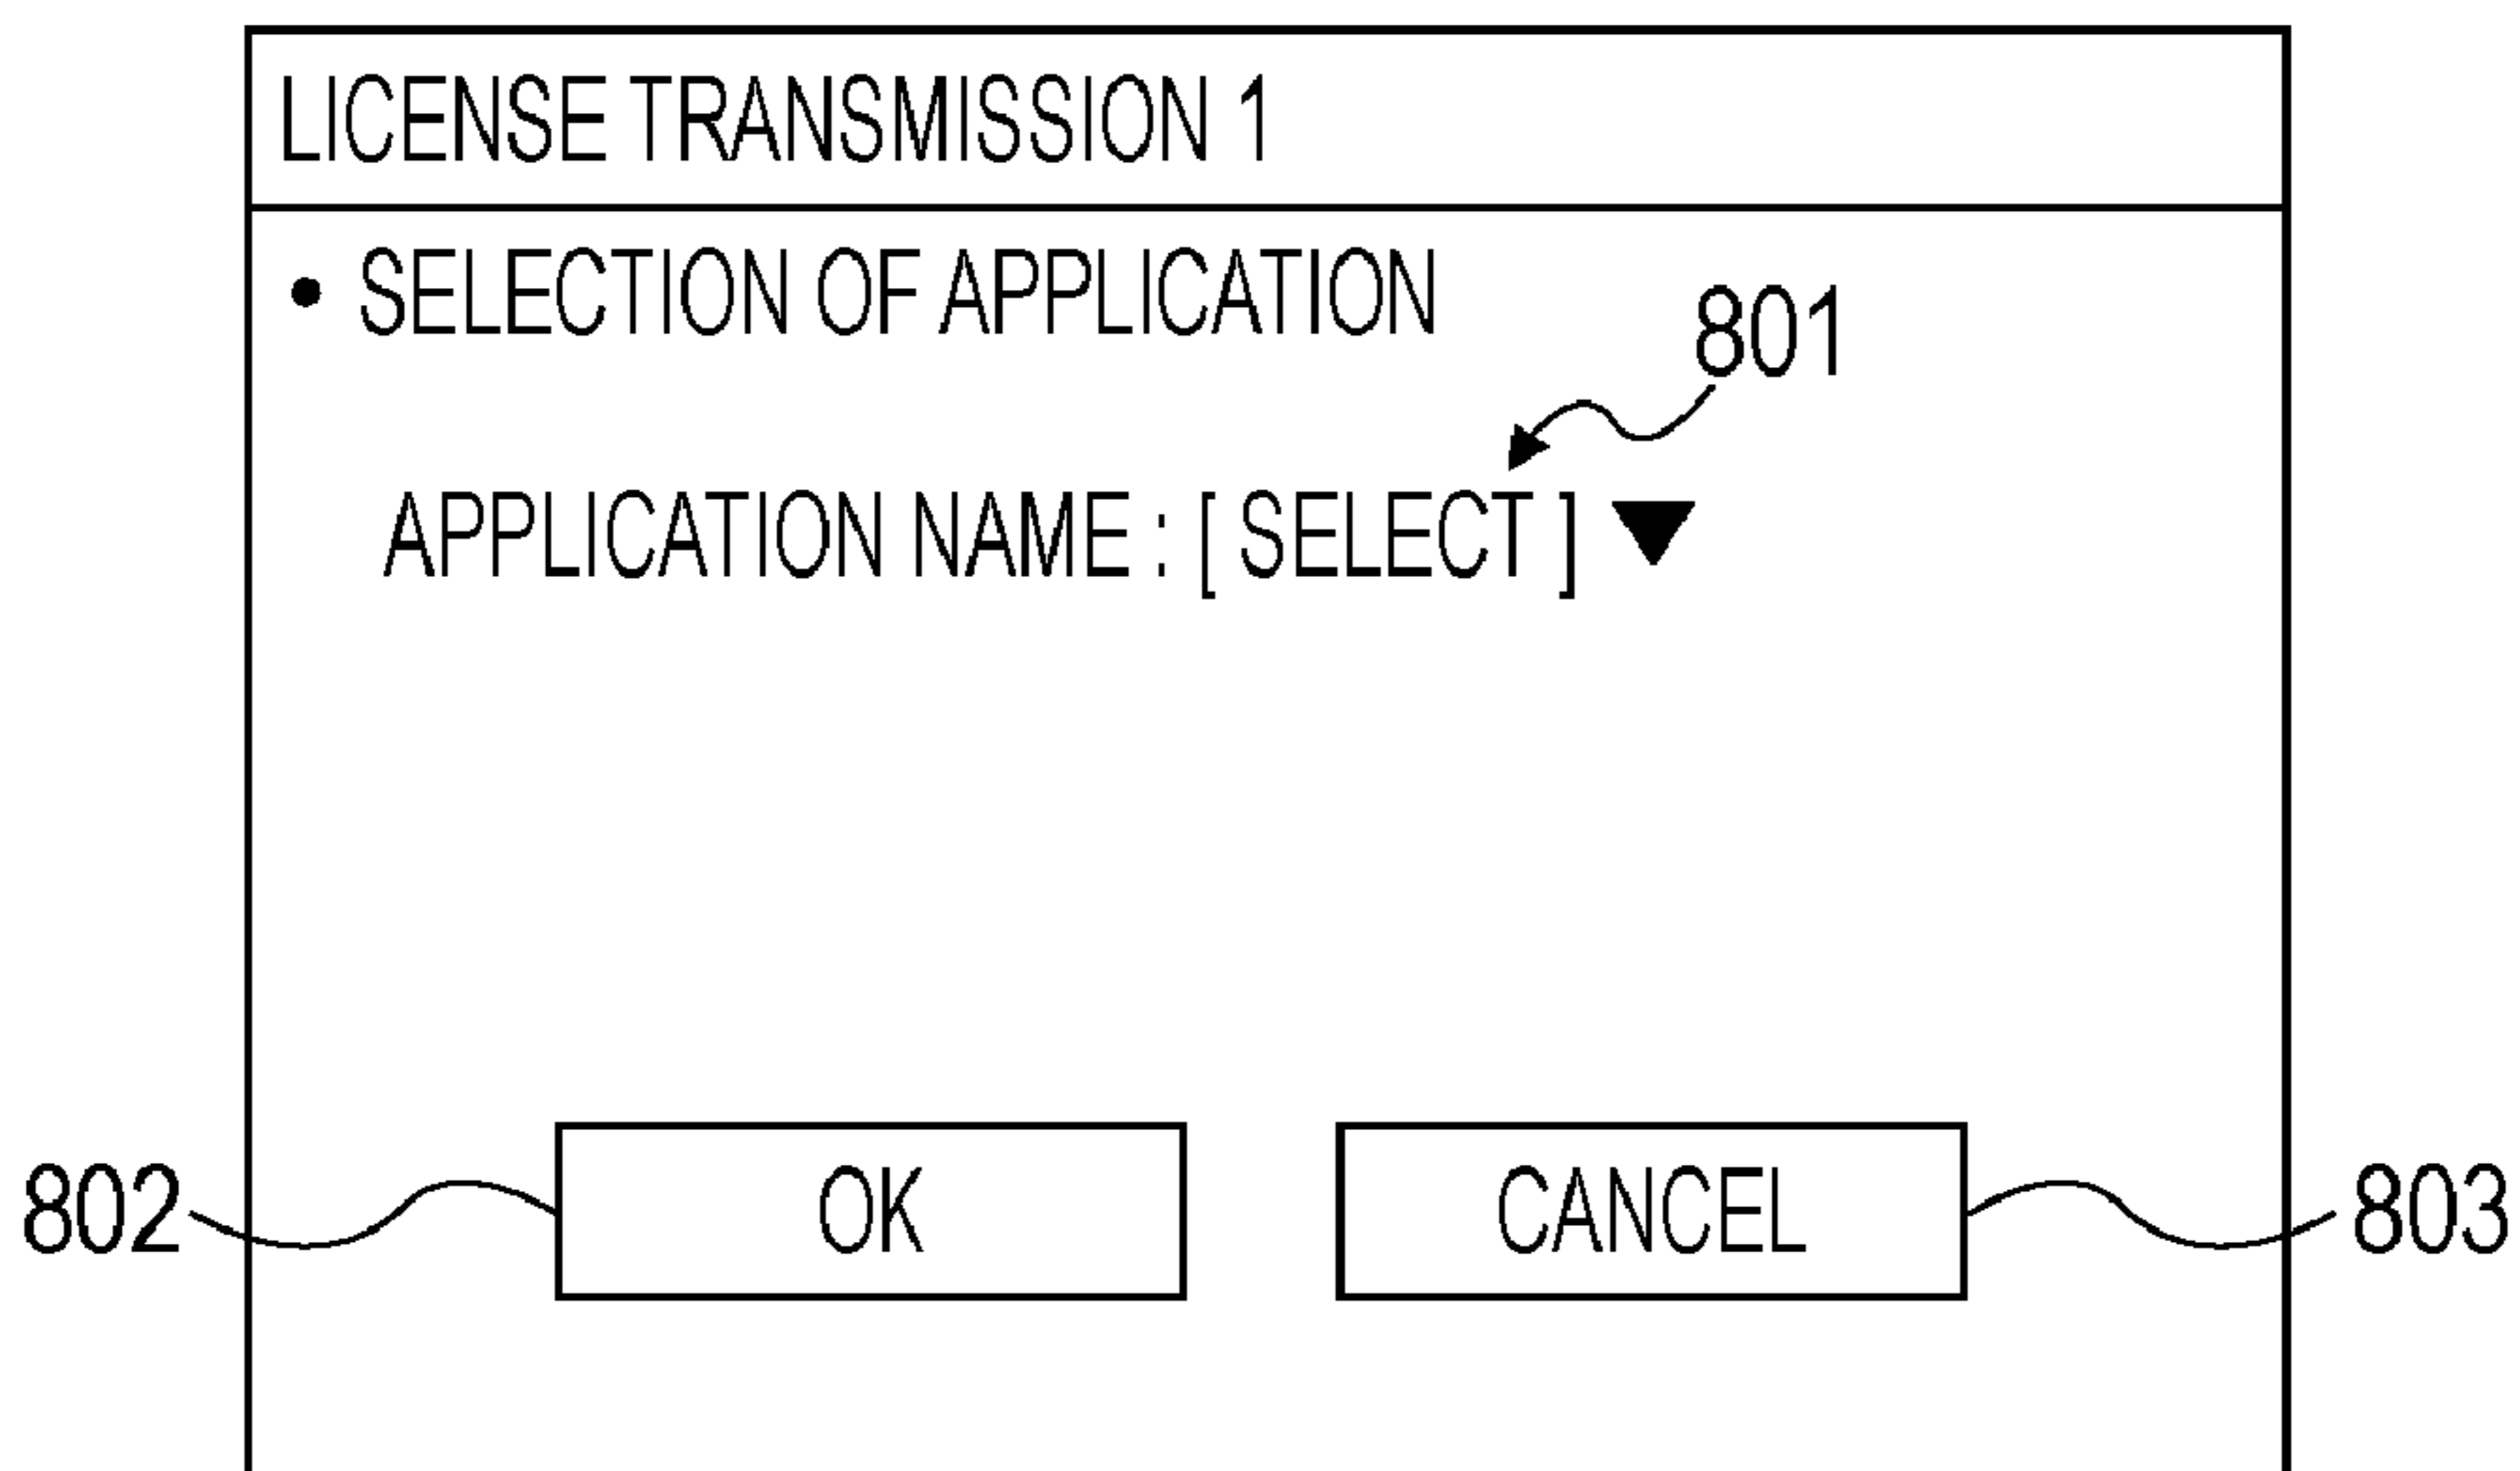 LICENSE TRANSMISSION 1
• SELECTION OF APPLICATION
801
APPLICATION NAME : [ SELECT ] ▼
802 OK CANCEL 803